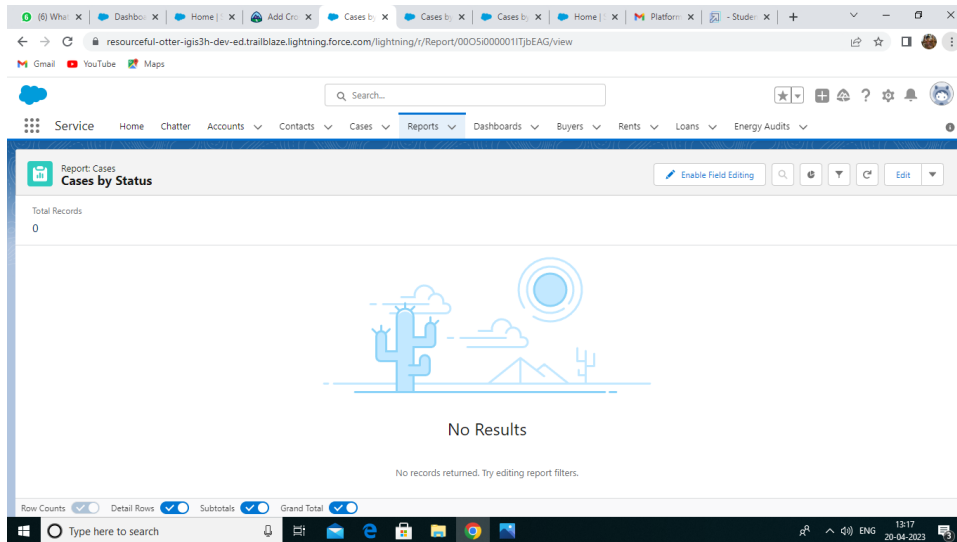 (6) What
Dashboa
Home | S
Add Cro
Cases by
Cases by
Cases by
Home | S
Platform
- Studen
resourceful-otter-igis3h-dev-ed.trailblaze.lightning.force.com/lightning/r/Report/00O5i000001ITjbEAG/view
Gmail YouTube Maps
Search...
Service Home Chatter Accounts Contacts Cases Reports Dashboards Buyers Rents Loans Energy Audits
Report: Cases
Cases by Status
Enable Field Editing
Edit
Total Records
0
No Results
No records returned. Try editing report filters.
Row Counts Detail Rows Subtotals Grand Total
Type here to search
ENG
13:17
20-04-2023
3